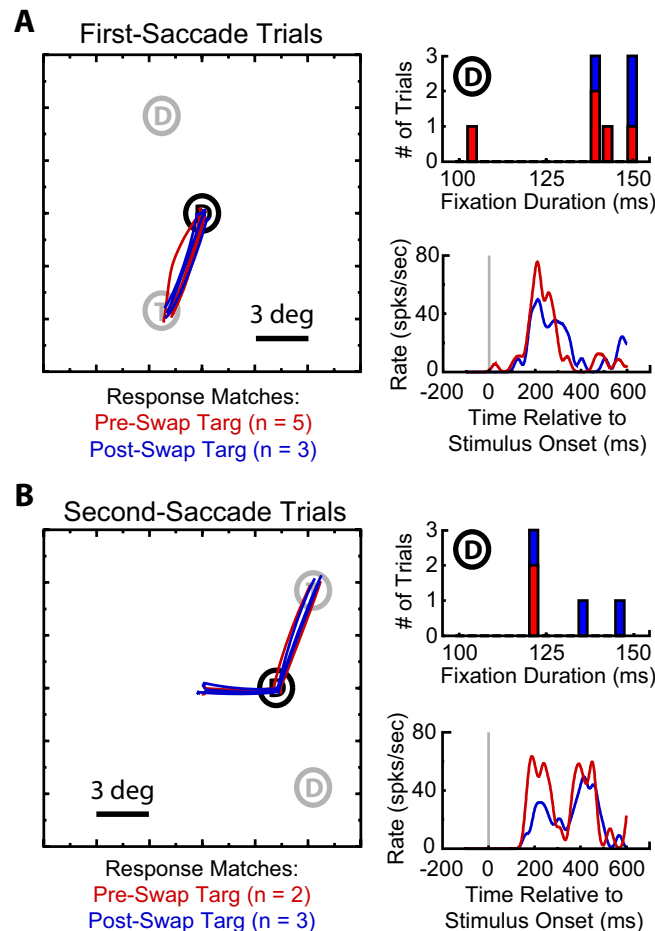 A
First-Saccade Trials
D
D
T
3 deg
Response Matches:
Pre-Swap Targ (n = 5)
Post-Swap Targ (n = 3)
D
# of Trials
3
2
1
0
100 125 150
Fixation Duration (ms)
Rate (spks/sec)
80
40
0
-200 0 200 400 600
Time Relative to
Stimulus Onset (ms)
B
Second-Saccade Trials
D
D
3 deg
Response Matches:
Pre-Swap Targ (n = 2)
Post-Swap Targ (n = 3)
D
# of Trials
3
2
1
0
100 125 150
Fixation Duration (ms)
Rate (spks/sec)
80
40
0
-200 0 200 400 600
Time Relative to
Stimulus Onset (ms)